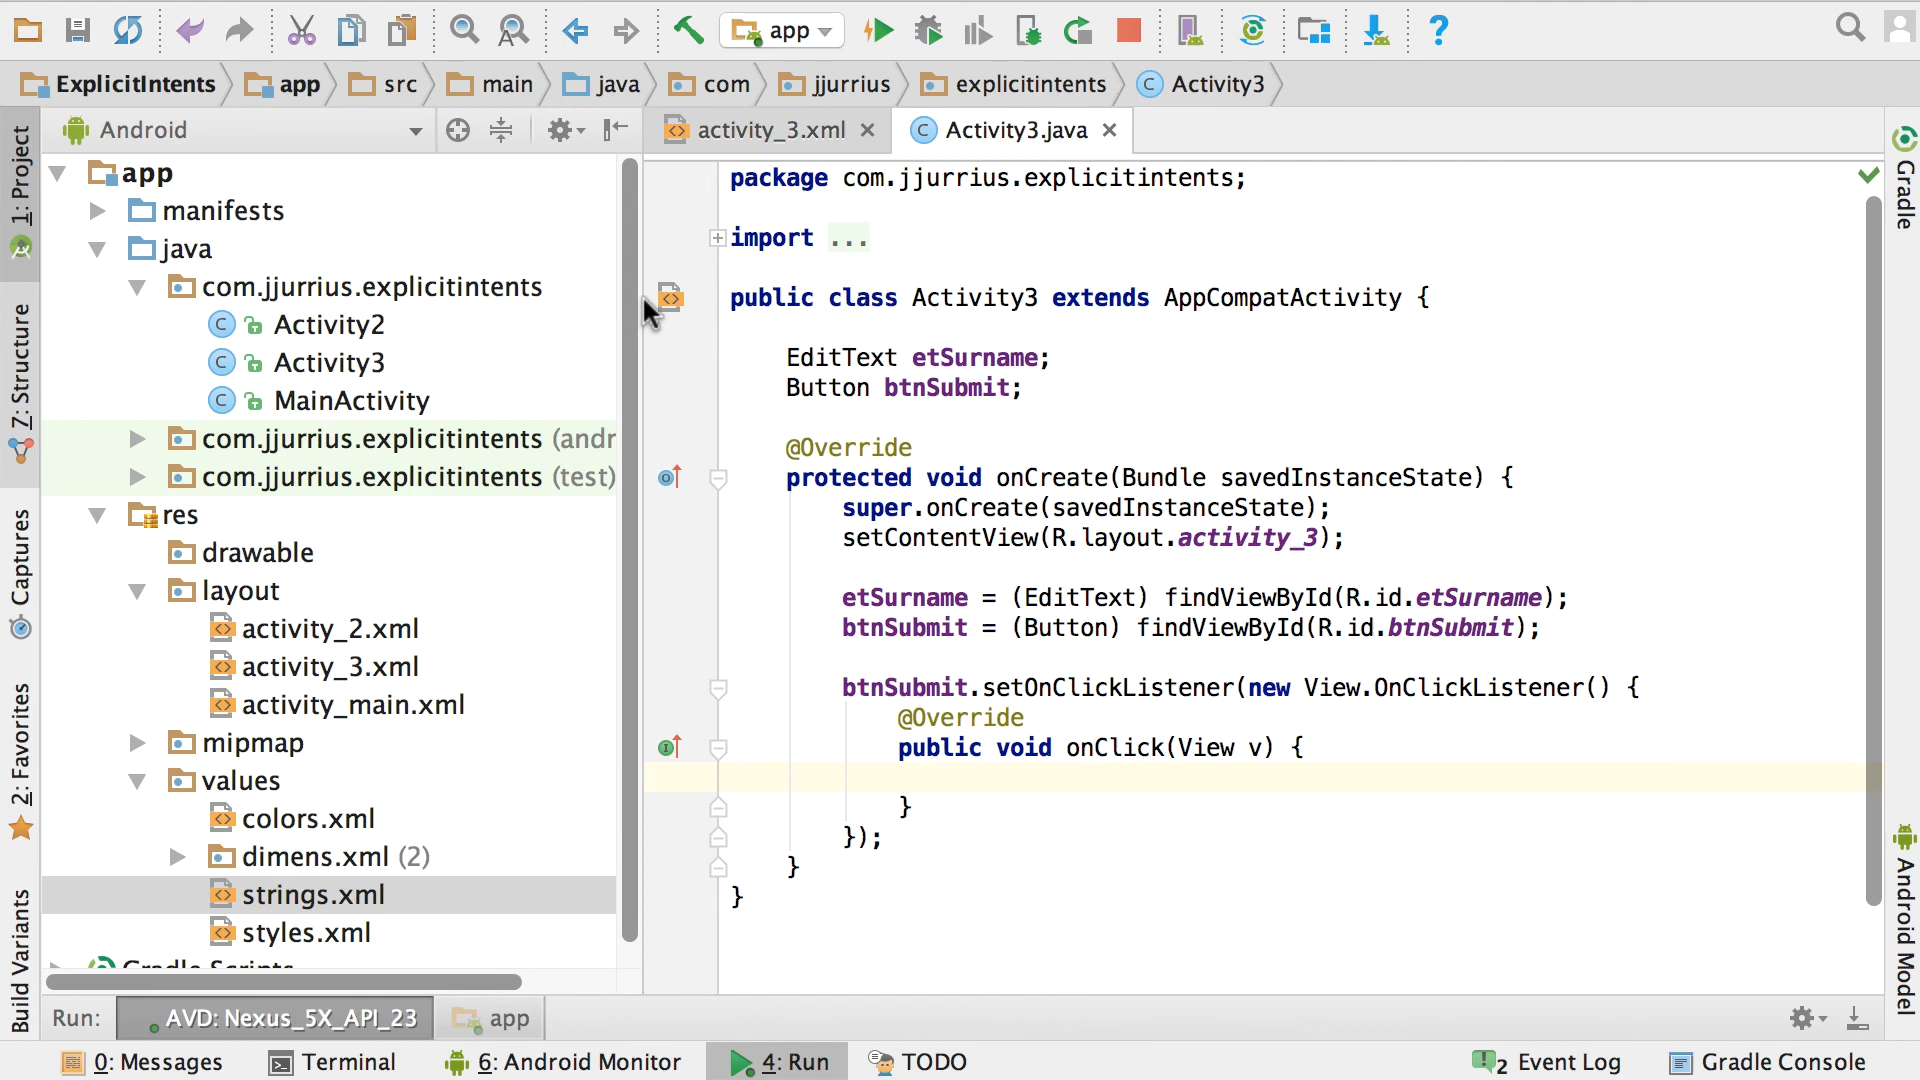 app
ExplicitIntents
app
src
main
java
com
jjurrius
explicitintents
Activity3
Android
activity_3.xml
Activity3.java
1: Project
7: Structure
Captures
2: Favorites
Build Variants
app
manifests
java
com.jjurrius.explicitintents
Activity2
Activity3
MainActivity
com.jjurrius.explicitintents (andr
com.jjurrius.explicitintents (test)
res
drawable
layout
activity_2.xml
activity_3.xml
activity_main.xml
mipmap
values
colors.xml
dimens.xml (2)
strings.xml
styles.xml
Gradle Scripts
package com.jjurrius.explicitintents;
import ...
public class Activity3 extends AppCompatActivity {
EditText etSurname;
Button btnSubmit;
@Override
protected void onCreate(Bundle savedInstanceState) {
super.onCreate(savedInstanceState);
setContentView(R.layout.activity_3);
etSurname = (EditText) findViewById(R.id.etSurname);
btnSubmit = (Button) findViewById(R.id.btnSubmit);
btnSubmit.setOnClickListener(new View.OnClickListener() {
@Override
public void onClick(View v) {
}
});
}
}
Gradle
Android Model
Run:
AVD: Nexus_5X_API_23
app
0: Messages
Terminal
6: Android Monitor
4: Run
TODO
2 Event Log
Gradle Console